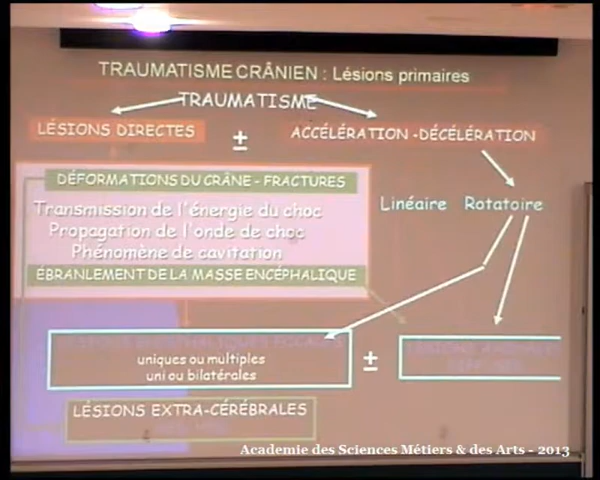 TRAUMATISME CRÂNIEN : Lésions primaires
TRAUMATISME
LÉSIONS DIRECTES
±
ACCÉLÉRATION -DÉCÉLÉRATION
DÉFORMATIONS DU CRÂNE - FRACTURES
Transmission de l'énergie du choc
Propagation de l'onde de choc
Phénomène de cavitation
ÉBRANLEMENT DE LA MASSE ENCÉPHALIQUE
Linéaire Rotatoire
uniques ou multiples
uni ou bilatérales
±
LÉSIONS EXTRA-CÉRÉBRALES
Academie des Sciences Métiers & des Arts - 2013